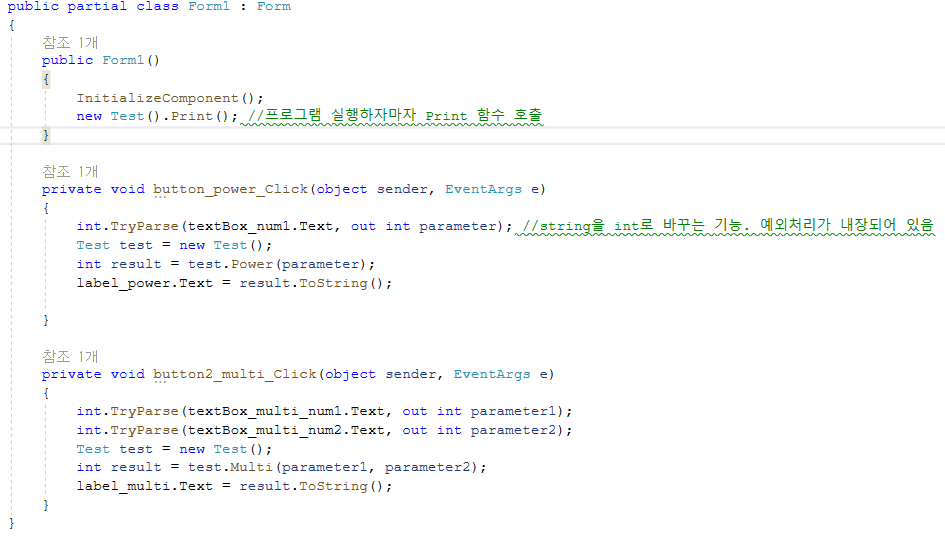 public partial class Form1 : Form
{
참조 1개
public Form1()
{
InitializeComponent();
new Test().Print(); //프로그램 실행하자마자 Print 함수 호출
}
참조 1개
private void button_power_Click(object sender, EventArgs e)
{
int.TryParse(textBox_num1.Text, out int parameter); //string을 int로 바꾸는 기능. 예외처리가 내장되어 있음
Test test = new Test();
int result = test.Power(parameter);
label_power.Text = result.ToString();
}
참조 1개
private void button2_multi_Click(object sender, EventArgs e)
{
int.TryParse(textBox_multi_num1.Text, out int parameter1);
int.TryParse(textBox_multi_num2.Text, out int parameter2);
Test test = new Test();
int result = test.Multi(parameter1, parameter2);
label_multi.Text = result.ToString();
}
}